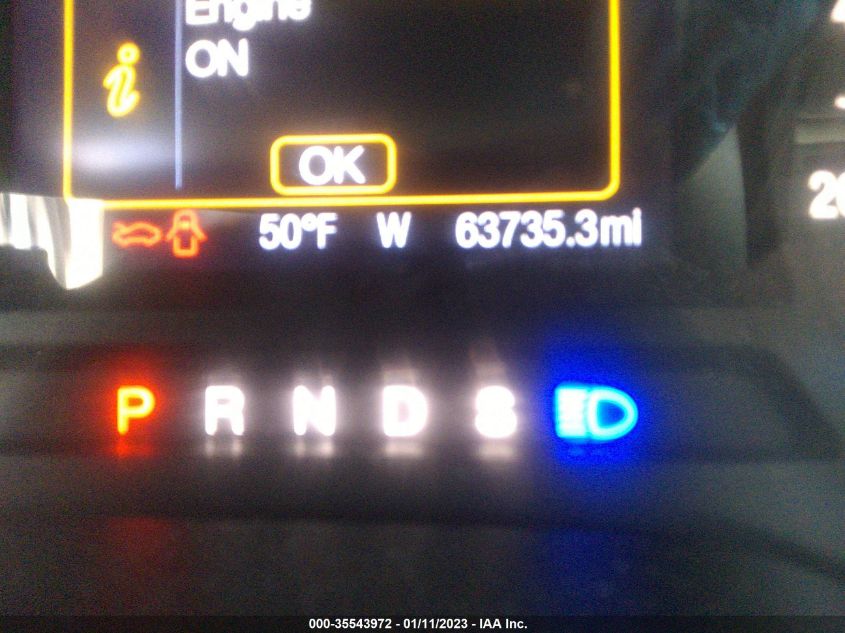 Engine
ON
OK
50°F W 63735.3mi
P R N D S
000-35543972 - 01/11/2023 - IAA Inc.